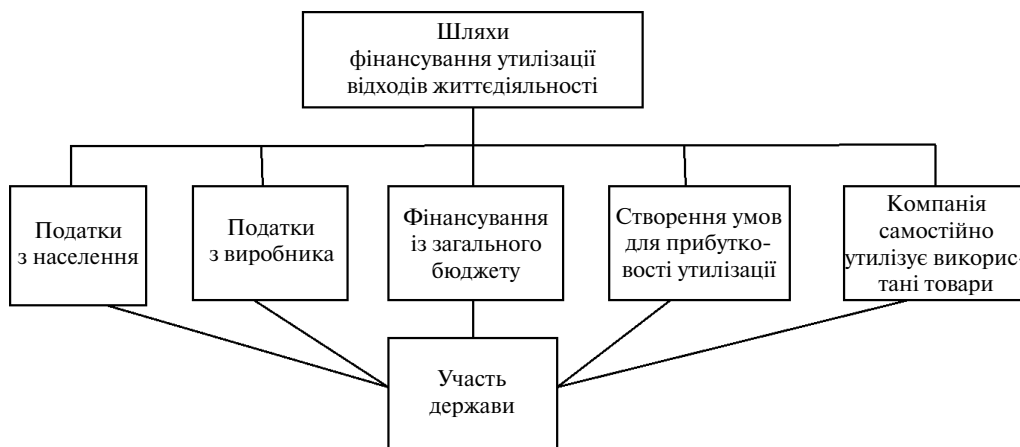 Шляхи
фінансування утилізації
відходів життєдіяльності
Податки
з населення
Податки
з виробника
Фінансування
із загального
бюджету
Створення умов
для прибутко-
вості утилізації
Компанія
самостійно
утилізує викорис-
тані товари
Участь
держави